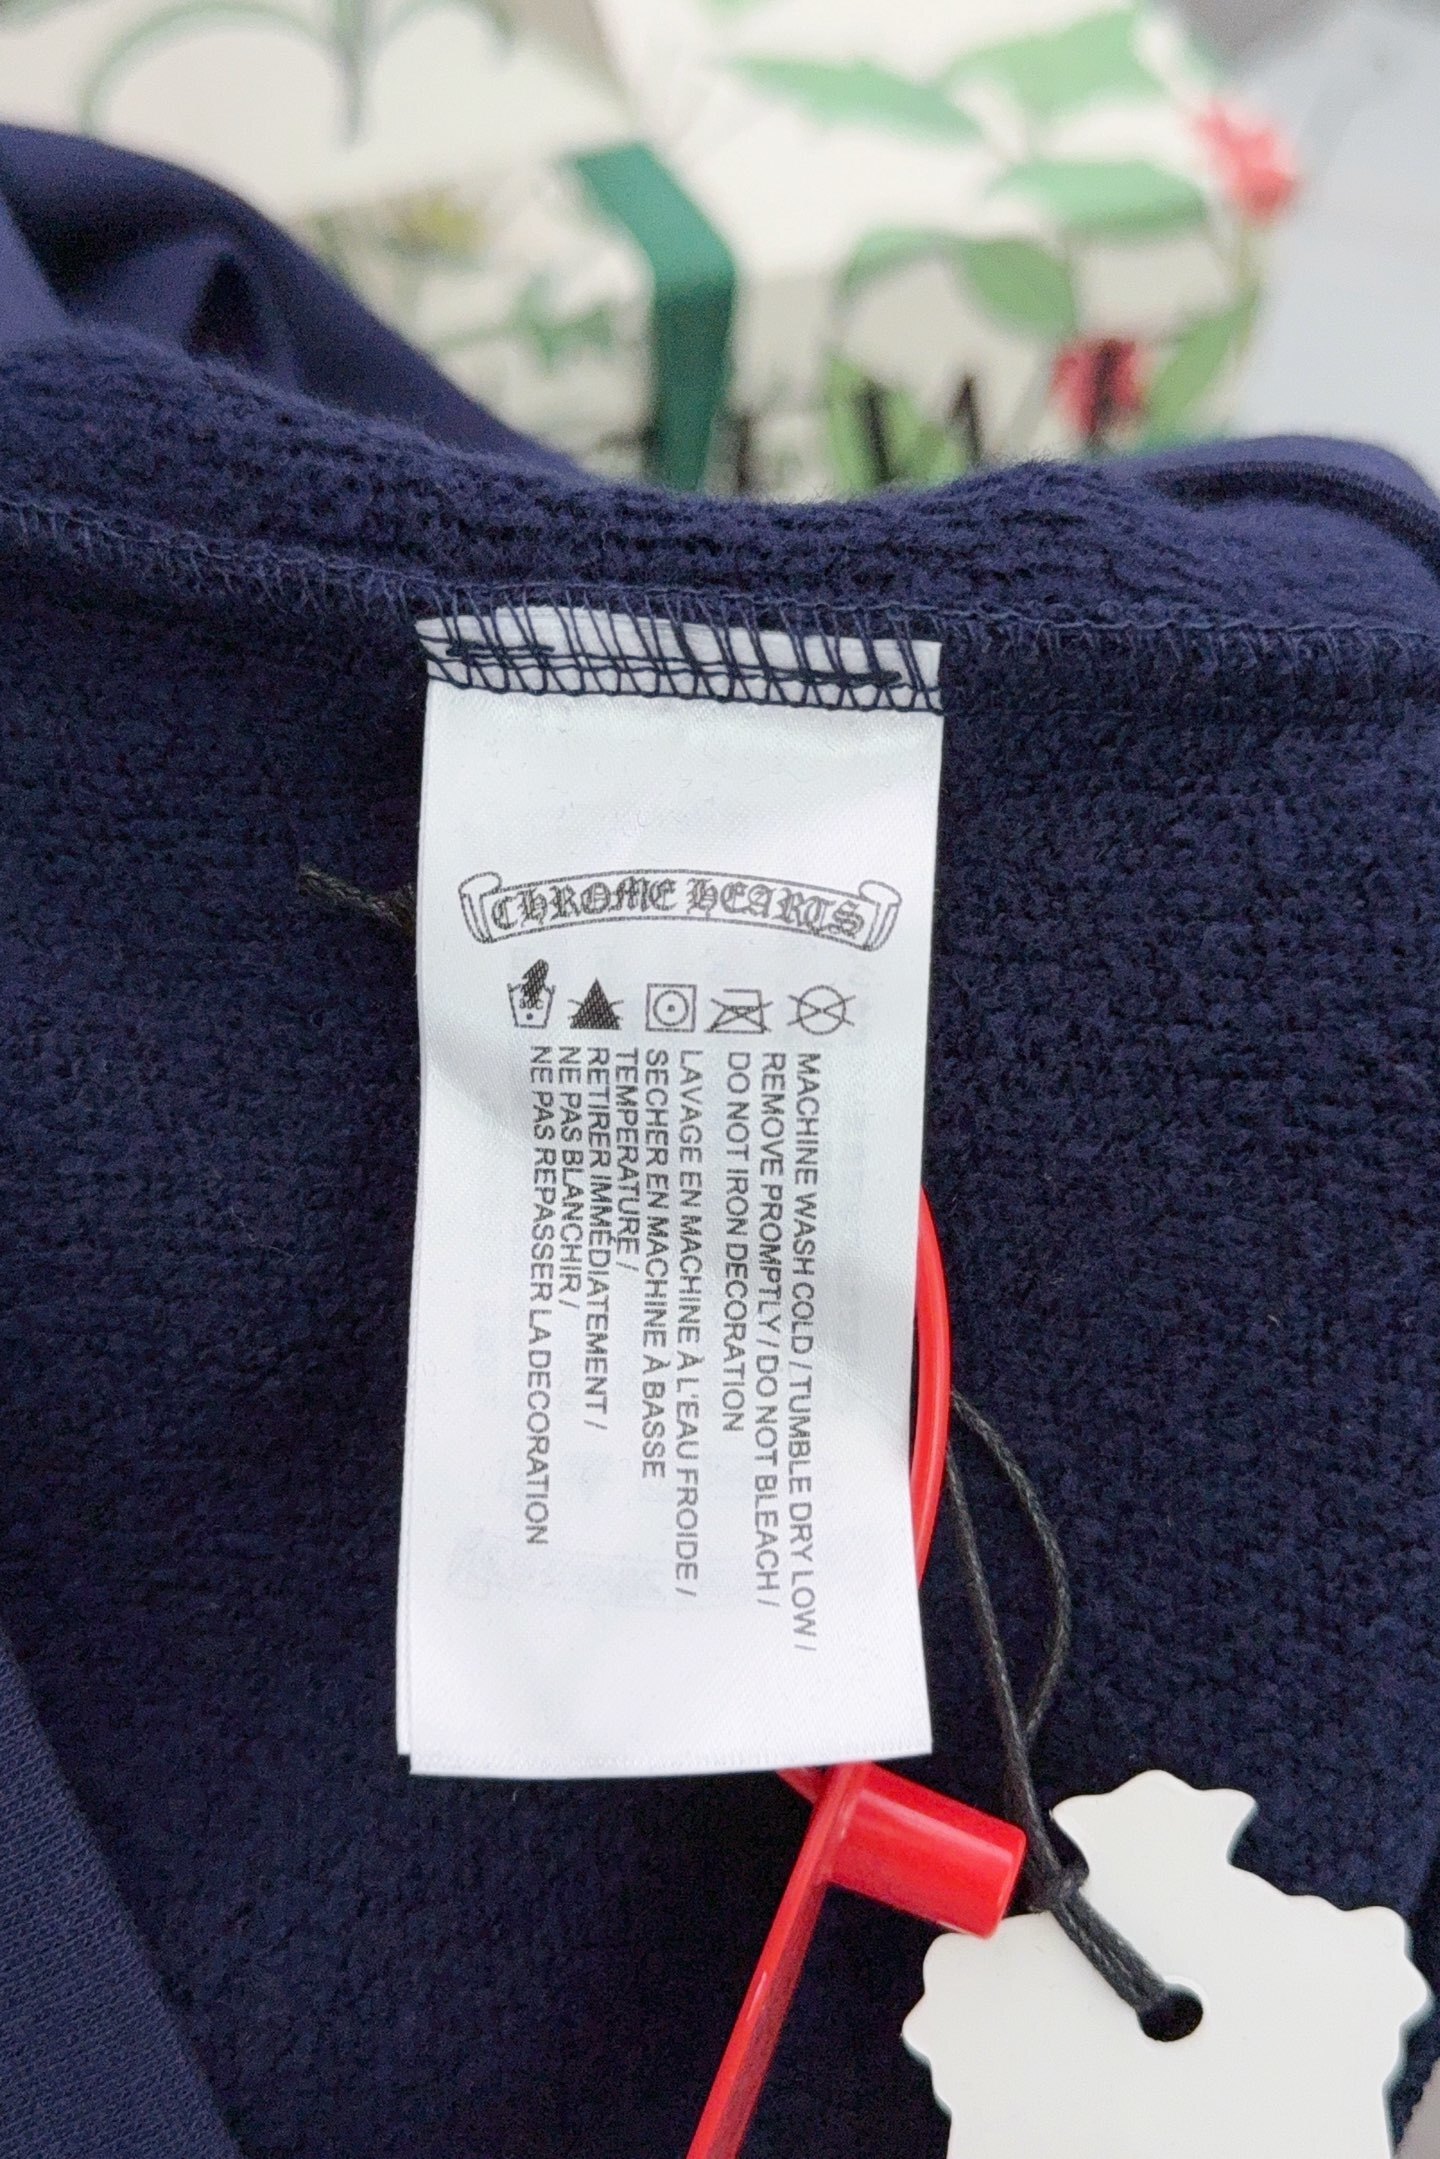 CHROME HEARTS
MACHINE WASH COLD / TUMBLE DRY LOW /
REMOVE PROMPTLY / DO NOT BLEACH /
DO NOT IRON DECORATION
LAVAGE EN MACHINE À L'EAU FROIDE /
SECHER EN MACHINE À BASSE
TEMPERATURE /
RETIRER IMMÉDIATEMENT /
NE PAS BLANCHIR /
NE PAS REPASSER LA DECORATION